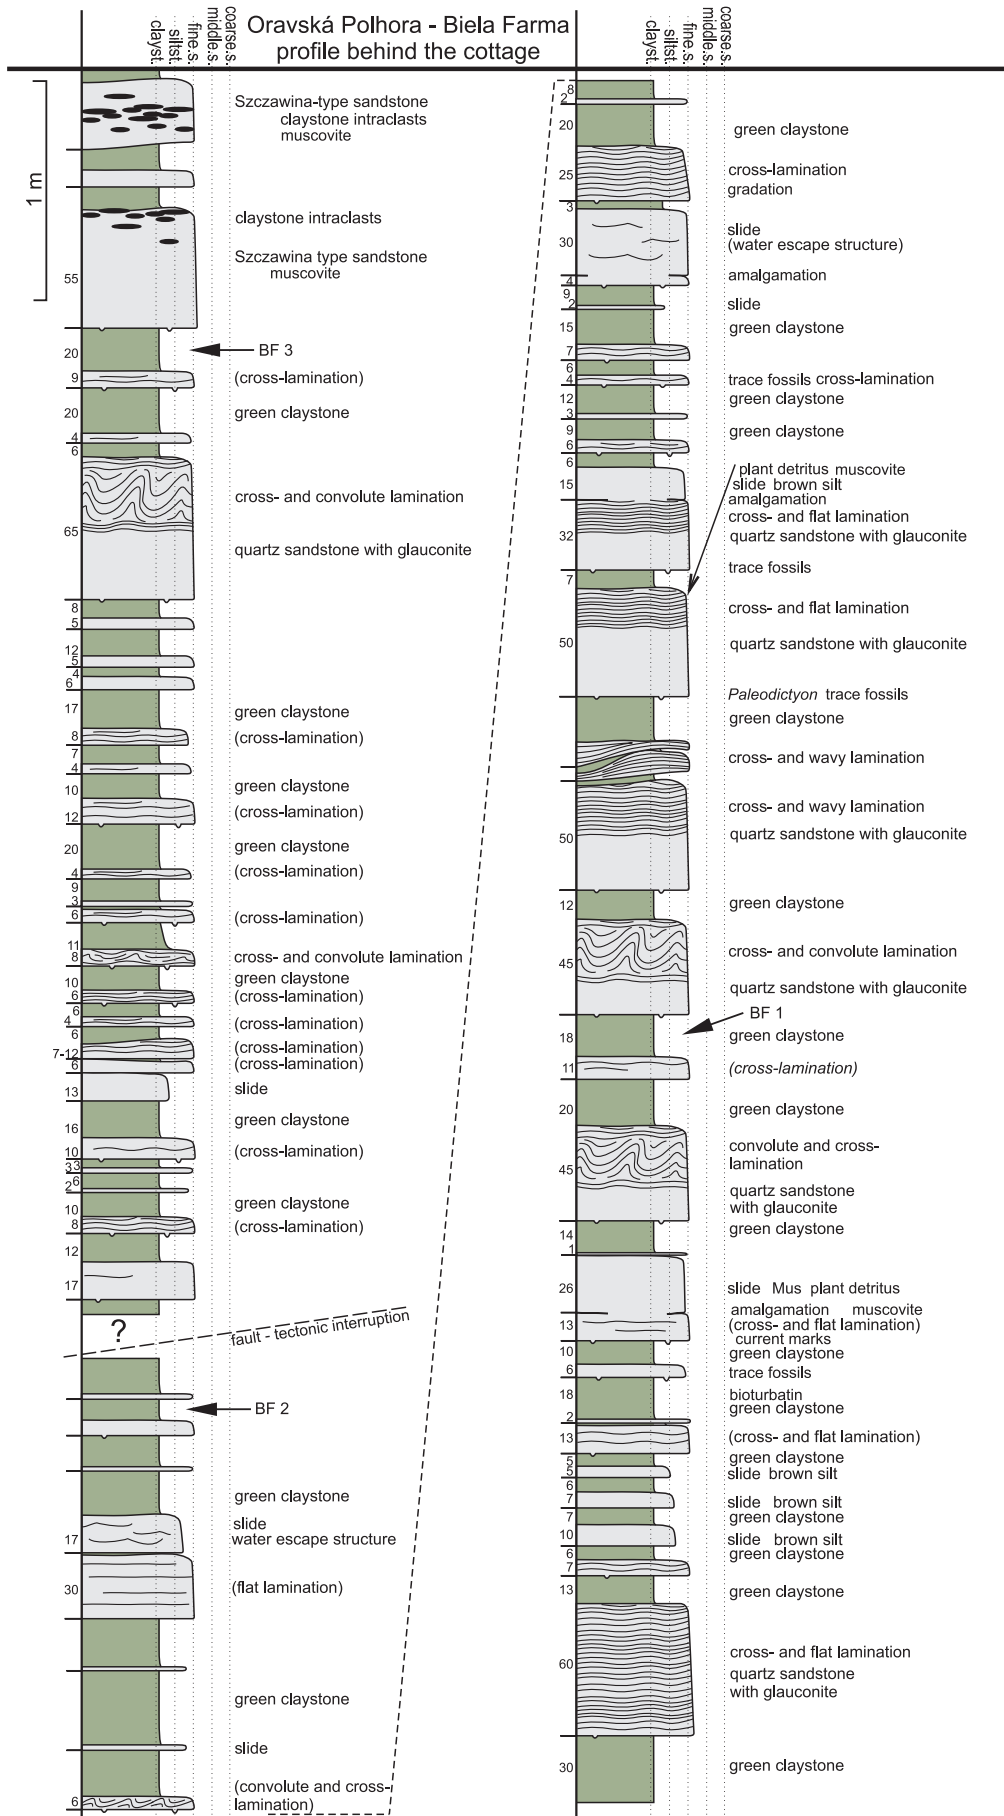 Oravská Polhora - Biela Farma
profile behind the cottage
clayst.
siltst.
fine.s.
middle.s.
coarse.s.
1 m
Szczawina-type sandstone
claystone intraclasts
muscovite
claystone intraclasts
Szczawina type sandstone
muscovite
55
20
BF 3
9
(cross-lamination)
20
green claystone
4
6
cross- and convolute lamination
65
quartz sandstone with glauconite
8
5
12
5
4
6
17
green claystone
8
(cross-lamination)
7
4
10
green claystone
12
(cross-lamination)
20
green claystone
4
(cross-lamination)
9
3
6
(cross-lamination)
11
8
cross- and convolute lamination
10
green claystone
6
(cross-lamination)
6
4
(cross-lamination)
6
7-12
(cross-lamination)
6
(cross-lamination)
13
slide
16
green claystone
10
(cross-lamination)
3
3
6
2
10
green claystone
8
(cross-lamination)
12
17
?
fault - tectonic interruption
BF 2
green claystone
slide
17
water escape structure
30
(flat lamination)
green claystone
slide
(convolute and cross-
6
lamination)
clayst.
siltst.
fine.s.
middle.s.
coarse.s.
8
2
20
green claystone
25
cross-lamination
gradation
3
30
slide
(water escape structure)
4
amalgamation
9
2
slide
15
green claystone
7
6
4
trace fossils cross-lamination
12
green claystone
3
9
green claystone
6
6
plant detritus muscovite
15
slide brown silt
amalgamation
cross- and flat lamination
32
quartz sandstone with glauconite
7
trace fossils
cross- and flat lamination
50
quartz sandstone with glauconite
Paleodictyon trace fossils
green claystone
cross- and wavy lamination
cross- and wavy lamination
50
quartz sandstone with glauconite
12
green claystone
45
cross- and convolute lamination
quartz sandstone with glauconite
BF 1
18
green claystone
11
(cross-lamination)
20
green claystone
45
convolute and cross-
lamination
quartz sandstone
with glauconite
14
green claystone
1
26
slide Mus plant detritus
amalgamation muscovite
13
(cross- and flat lamination)
current marks
10
green claystone
6
trace fossils
18
bioturbatin
green claystone
2
13
(cross- and flat lamination)
5
green claystone
5
slide brown silt
6
7
slide brown silt
7
green claystone
10
slide brown silt
6
green claystone
7
13
green claystone
60
cross- and flat lamination
quartz sandstone
with glauconite
30
green claystone